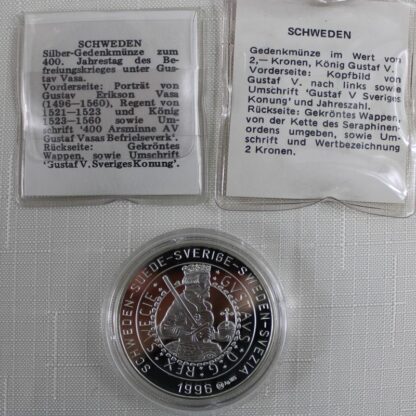 SCHWEDEN
Silber-Gedenkmünze zum
400. Jahrestag des Be-
freiungskrieges unter Gus-
tav Vasa.
Vorderseite: Porträt von
Gustav Erikson Vasa
(1496—1560), Regent von
1521—1523 und König
1523—1560 sowie Um-
schrift '400 Arsminne AV
Gustaf Vasas Befrielseverk'.
Rückseite: Gekröntes
Wappen, sowie Umschrift
'Gustaf V. Sveriges Konung'.
SCHWEDEN
Gedenkmünze im Wert von
2,— Kronen, König Gustaf V.
Vorderseite: Kopfbild von
Gustaf V. nach links sowie
Umschrift 'Gustaf V Sveriges
Konung' und Jahreszahl.
Rückseite: Gekröntes Wappen,
von der Kette des Seraphinen-
ordens umgeben, sowie Um-
schrift und Wertbezeichnung
2 Kronen.
SCHWEDEN-SUEDE-SVERIGE-SWEDEN-SVEZIA
GUSTAVS D G REX
1996